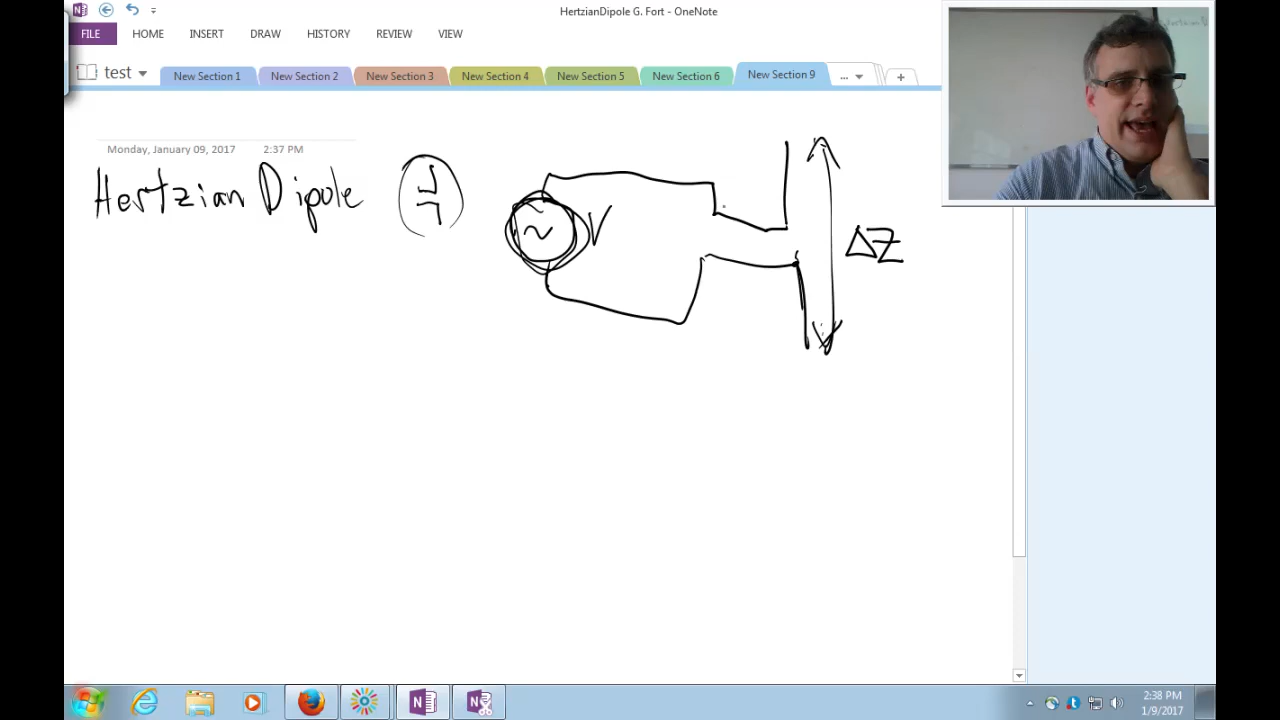 HertzianDipole G. Fort - OneNote
FILE HOME INSERT DRAW HISTORY REVIEW VIEW
test New Section 1 New Section 2 New Section 3 New Section 4 New Section 5 New Section 6 New Section 9 ... +
Monday, January 09, 2017 2:37 PM
Hertzian Dipole
V
ΔZ
2:38 PM
1/9/2017